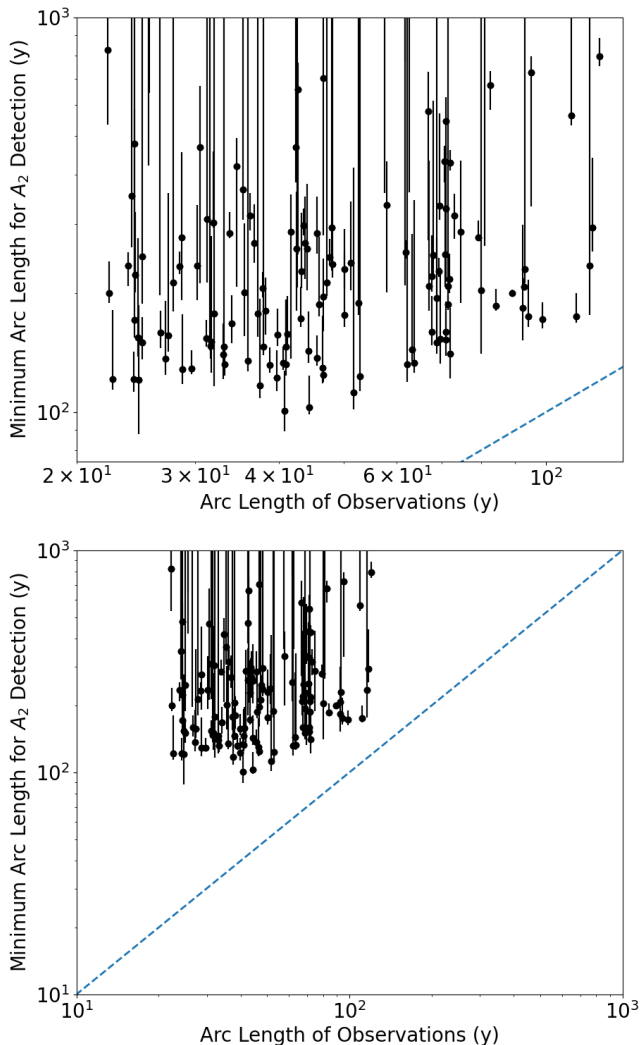 10³
10²
Minimum Arc Length for A₂ Detection (y)
2 × 10¹ 3 × 10¹ 4 × 10¹ 6 × 10¹ 10²
Arc Length of Observations (y)
10³
10²
10¹
Minimum Arc Length for A₂ Detection (y)
10¹ 10² 10³
Arc Length of Observations (y)